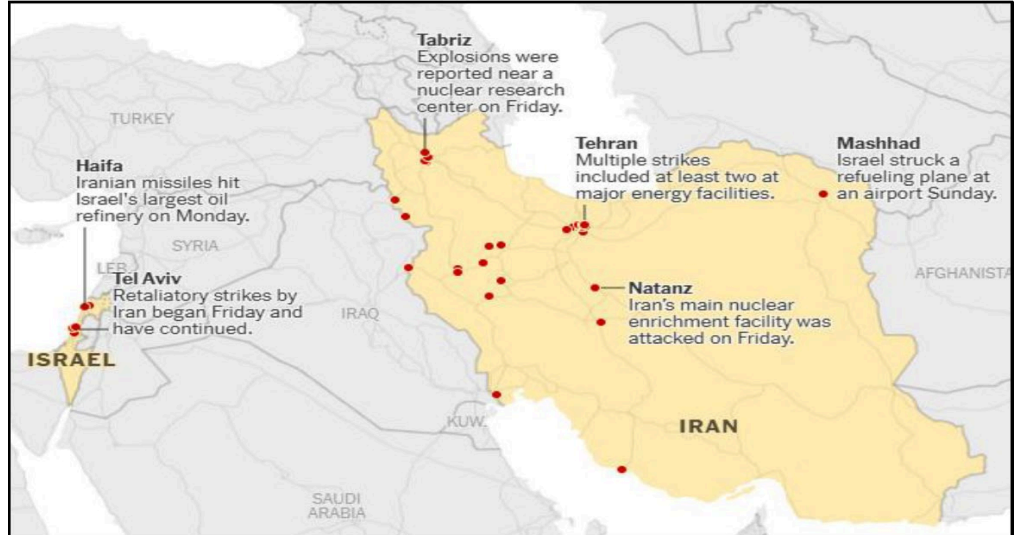 Tabriz
Explosions were
reported near a
nuclear research
center on Friday.
TURKEY
Tehran
Multiple strikes
included at least two at
major energy facilities.
Mashhad
Israel struck a
refueling plane at
an airport Sunday.
Haifa
Iranian missiles hit
Israel's largest oil
refinery on Monday.
SYRIA
LEB.
Tel Aviv
Retaliatory strikes by
Iran began Friday and
have continued.
IRAQ
AFGHANISTA
Natanz
Iran's main nuclear
enrichment facility was
attacked on Friday.
ISRAEL
KUW.
IRAN
SAUDI
ARABIA